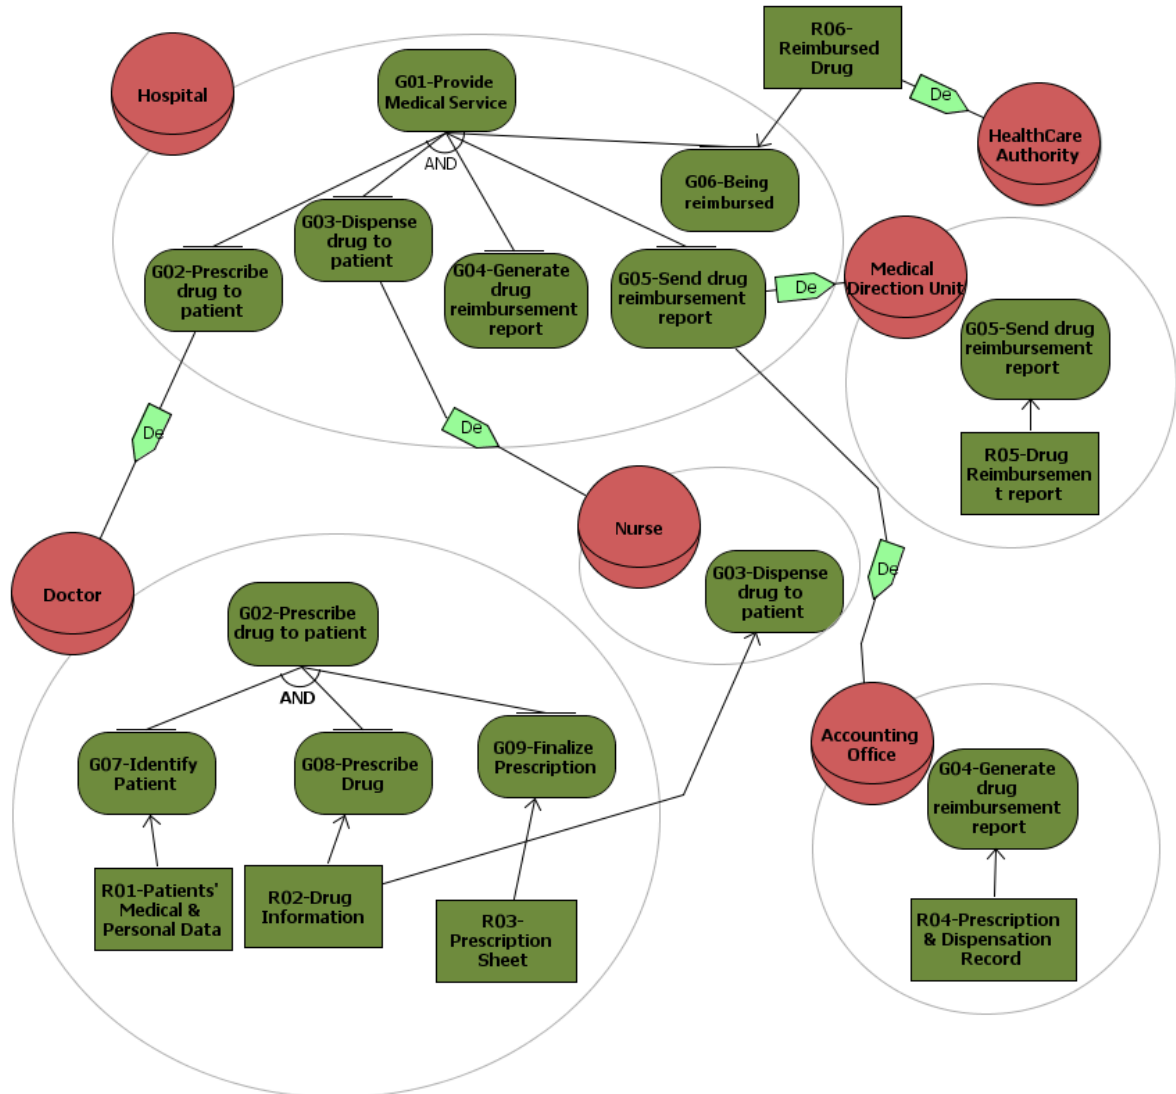 R06-
Reimbursed
Drug
Hospital
G01-Provide
Medical Service
De
HealthCare
Authority
AND
G06-Being
reimbursed
G03-Dispense
drug to
patient
G02-Prescribe
drug to
patient
G04-Generate
drug
reimbursement
report
G05-Send drug
reimbursement
report
De
Medical
Direction Unit
G05-Send drug
reimbursement
report
R05-Drug
Reimbursemen
t report
De
De
Nurse
G03-Dispense
drug to
patient
De
Doctor
G02-Prescribe
drug to patient
AND
G07-Identify
Patient
G08-Prescribe
Drug
G09-Finalize
Prescription
R01-Patients'
Medical &
Personal Data
R02-Drug
Information
R03-
Prescription
Sheet
Accounting
Office
G04-Generate
drug
reimbursement
report
R04-Prescription
& Dispensation
Record